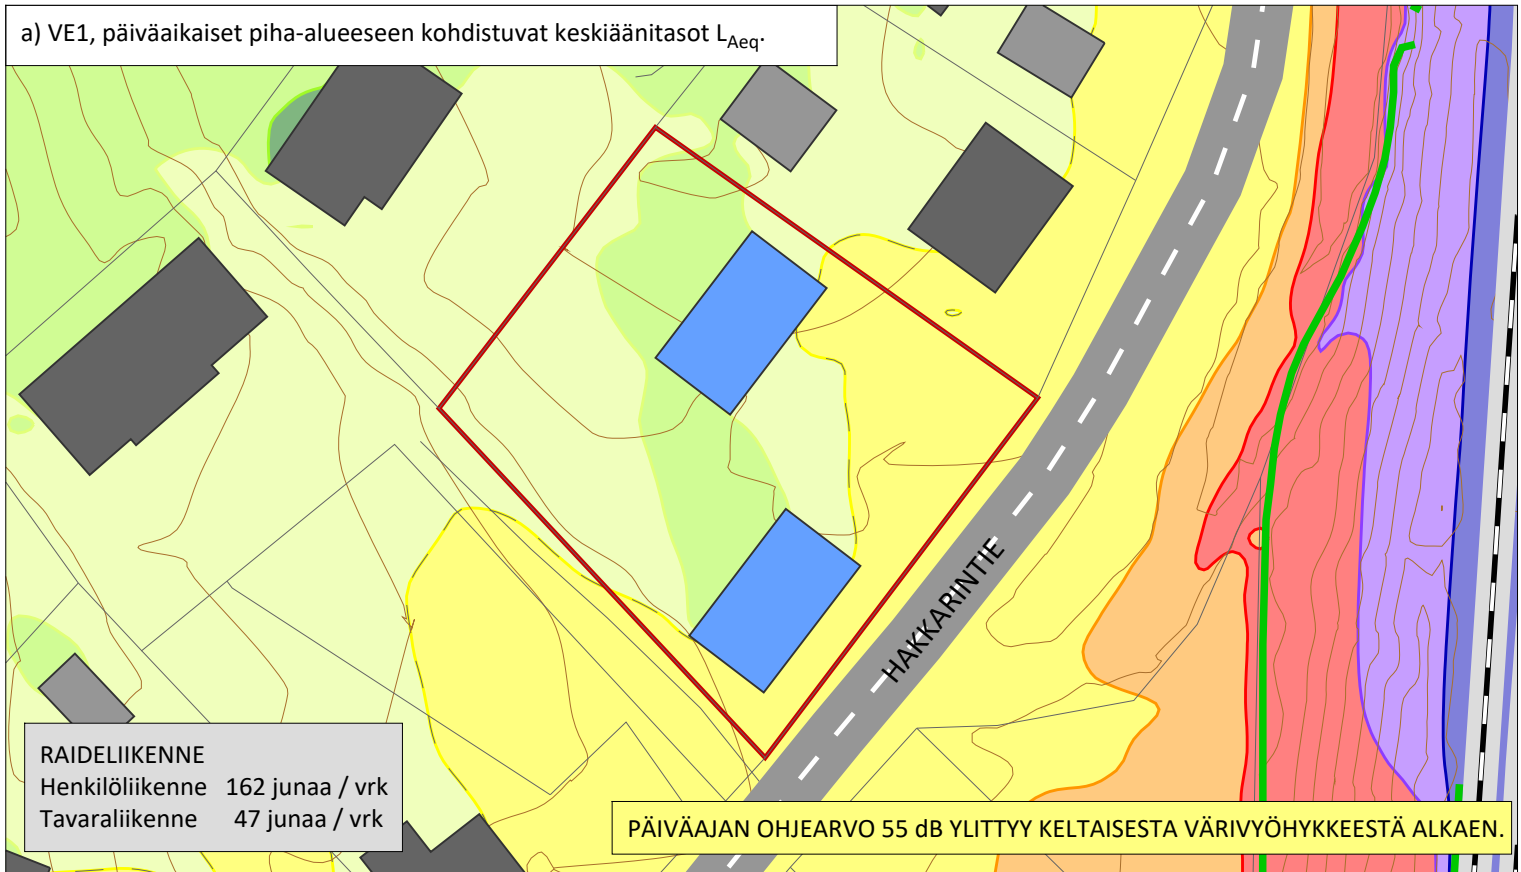 a) VE1, päiväaikaiset piha-alueeseen kohdistuvat keskiäänitasot LAeq.
HAKKARINTIE
RAIDELIIKENNE
Henkilöliikenne 162 junaa / vrk
Tavaraliikenne 47 junaa / vrk
PÄIVÄAJAN OHJEARVO 55 dB YLITTYY KELTAISESTA VÄRIVYÖHYKKEESTÄ ALKAEN.